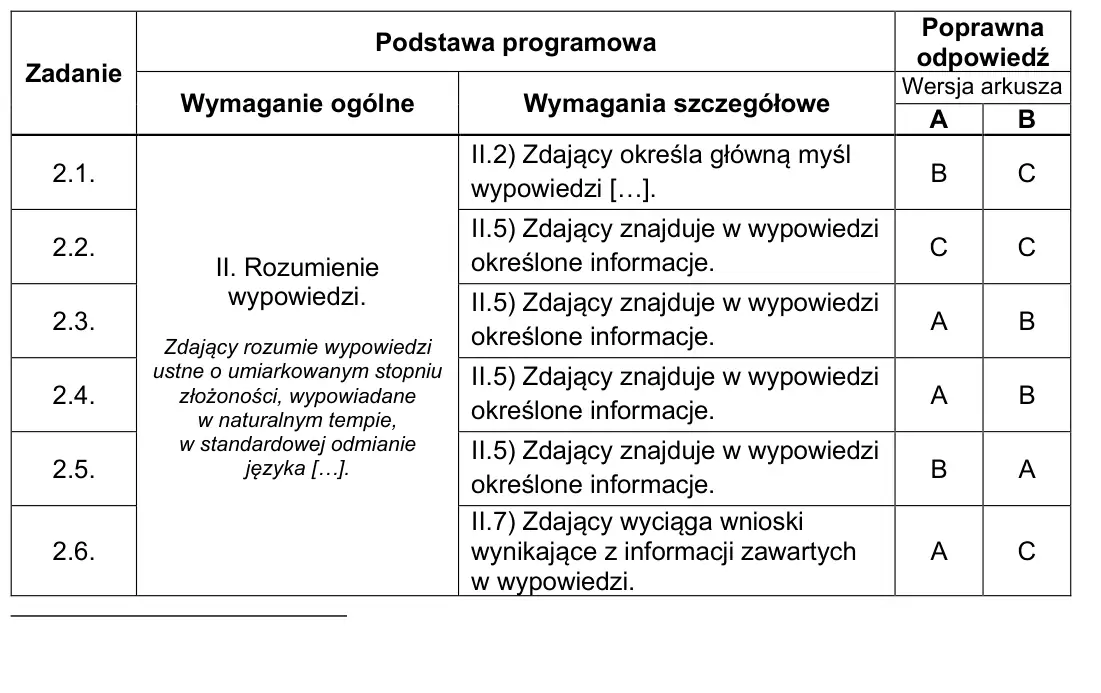 Zadanie
Podstawa programowa
Poprawna
odpowiedź
Wymaganie ogólne
Wymagania szczegółowe
Wersja arkusza
A
B
2.1.
II. Rozumienie
wypowiedzi.
Zdający rozumie wypowiedzi
ustne o umiarkowanym stopniu
złożoności, wypowiadane
w naturalnym tempie,
w standardowej odmianie
języka […].
II.2) Zdający określa główną myśl
wypowiedzi […].
B
C
2.2.
II.5) Zdający znajduje w wypowiedzi
określone informacje.
C
C
2.3.
II.5) Zdający znajduje w wypowiedzi
określone informacje.
A
B
2.4.
II.5) Zdający znajduje w wypowiedzi
określone informacje.
A
B
2.5.
II.5) Zdający znajduje w wypowiedzi
określone informacje.
B
A
2.6.
II.7) Zdający wyciąga wnioski
wynikające z informacji zawartych
w wypowiedzi.
A
C